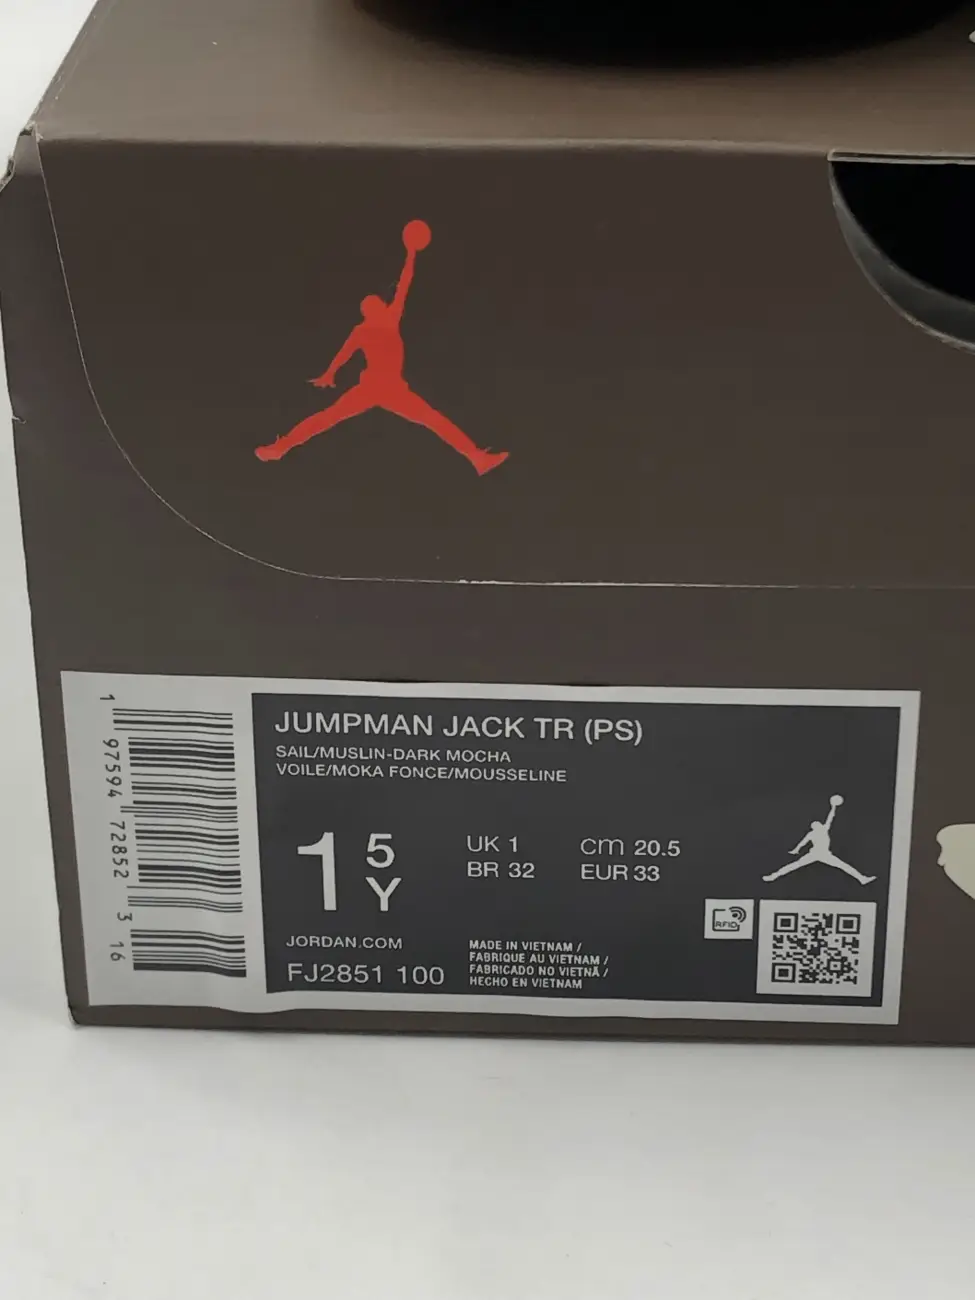 JUMPMAN JACK TR (PS)
SAIL/MUSLIN-DARK MOCHA
VOILE/MOKA FONCE/MOUSSELINE
1 5 Y
UK 1 cm 20.5
BR 32 EUR 33
RFID
JORDAN.COM
FJ2851 100
MADE IN VIETNAM /
FABRIQUE AU VIETNAM /
FABRICADO NO VIETNÃ /
HECHO EN VIETNAM
1 97594 72852 3 16